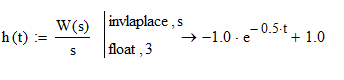 h(t) := W(s)/s | invlaplace , s
float , 3 → −1.0 · e^(−0.5·t) + 1.0